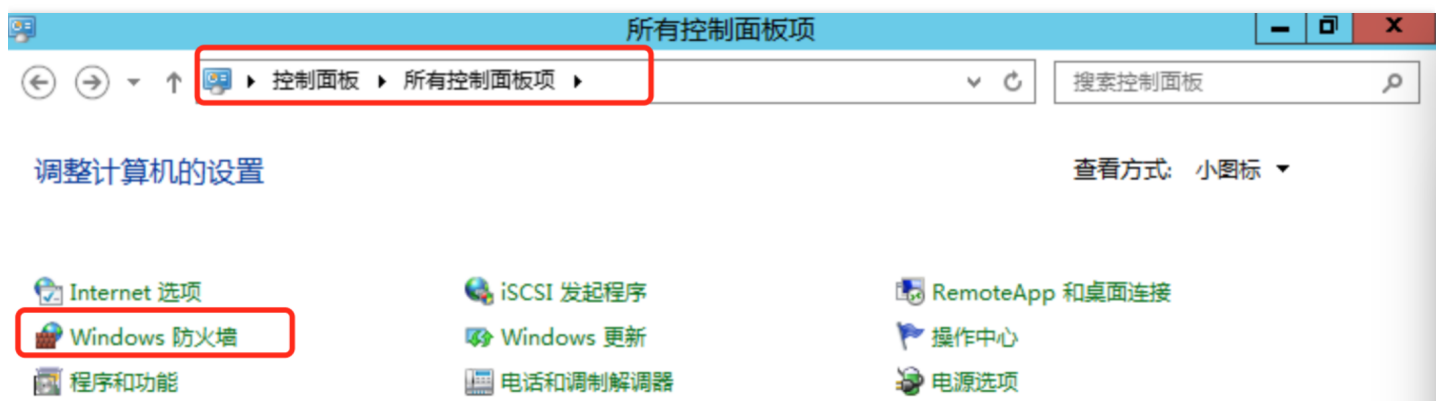 所有控制面板项
控制面板 所有控制面板项
搜索控制面板
调整计算机的设置
查看方式: 小图标
Internet 选项 iSCSI 发起程序 RemoteApp 和桌面连接
Windows 防火墙 Windows 更新 操作中心
程序和功能 电话和调制解调器 电源选项